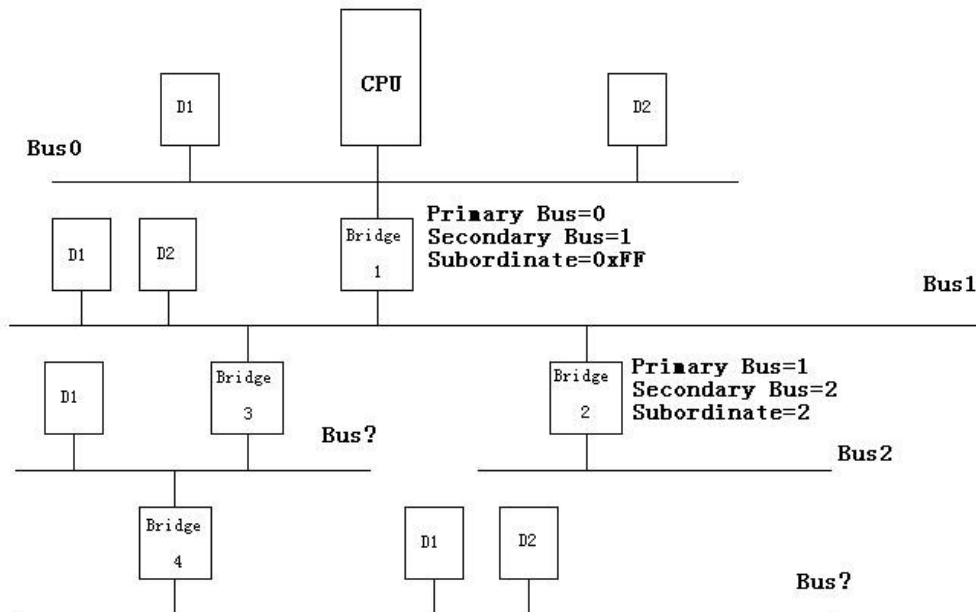 CPU
D1
D2
Bus0
Primary Bus=0
Secondary Bus=1
Subordinate=0xFF
D1
D2
Bridge
1
Bus1
Primary Bus=1
Secondary Bus=2
Subordinate=2
D1
Bridge
3
Bridge
2
Bus?
Bus2
Bridge
4
D1
D2
Bus?